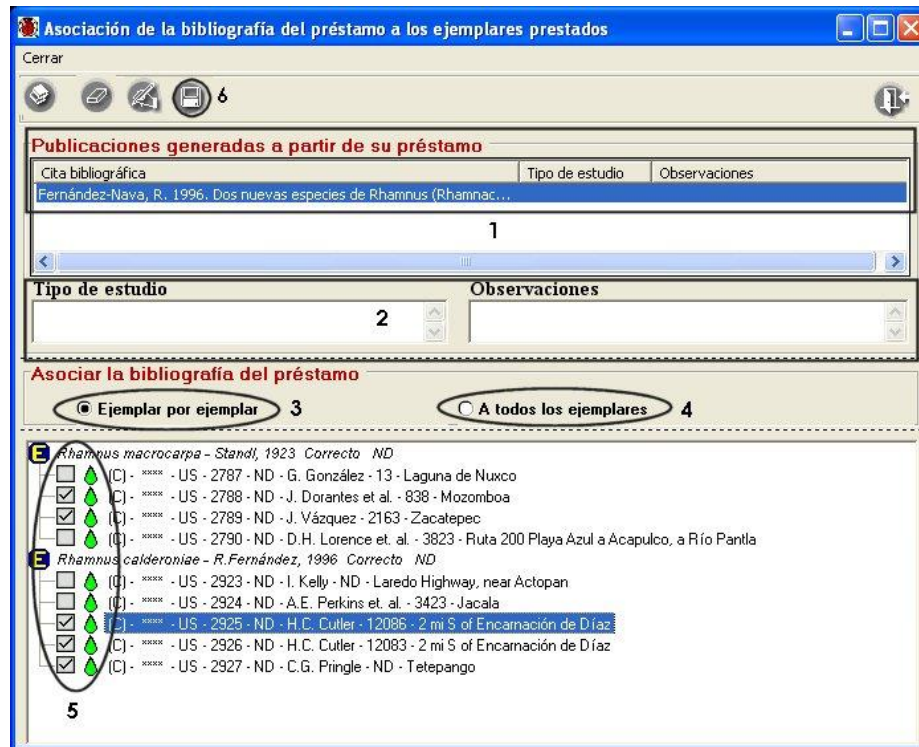 Asociación de la bibliografía del préstamo a los ejemplares prestados
Cerrar
6
Publicaciones generadas a partir de su préstamo
Cita bibliográfica Tipo de estudio Observaciones
Fernández-Nava, R. 1996. Dos nuevas especies de Rhamnus (Rhamnac...
1
Tipo de estudio Observaciones
2
Asociar la bibliografía del préstamo
Ejemplar por ejemplar 3 A todos los ejemplares 4
E Rhamnus macrocarpa - Standl, 1923 Correcto ND
(C) - **** - US - 2787 - ND - G. González - 13 - Laguna de Nuxco
(C) - **** - US - 2788 - ND - J. Dorantes et al. - 838 - Mozomboa
(C) - **** - US - 2789 - ND - J. Vázquez - 2163 - Zacatepec
(C) - **** - US - 2790 - ND - D.H. Lorence et. al. - 3823 - Ruta 200 Playa Azul a Acapulco, a Río Pantla
E Rhamnus calderoniae - R.Fernández, 1996 Correcto ND
(C) - **** - US - 2923 - ND - I. Kelly - ND - Laredo Highway, near Actopan
(C) - **** - US - 2924 - ND - A.E. Perkins et. al. - 3423 - Jacala
(C) - **** - US - 2925 - ND - H.C. Cutler - 12086 - 2 mi S of Encarnación de Díaz
(C) - **** - US - 2926 - ND - H.C. Cutler - 12083 - 2 mi S of Encarnación de Díaz
(C) - **** - US - 2927 - ND - C.G. Pringle - ND - Tetepango
5